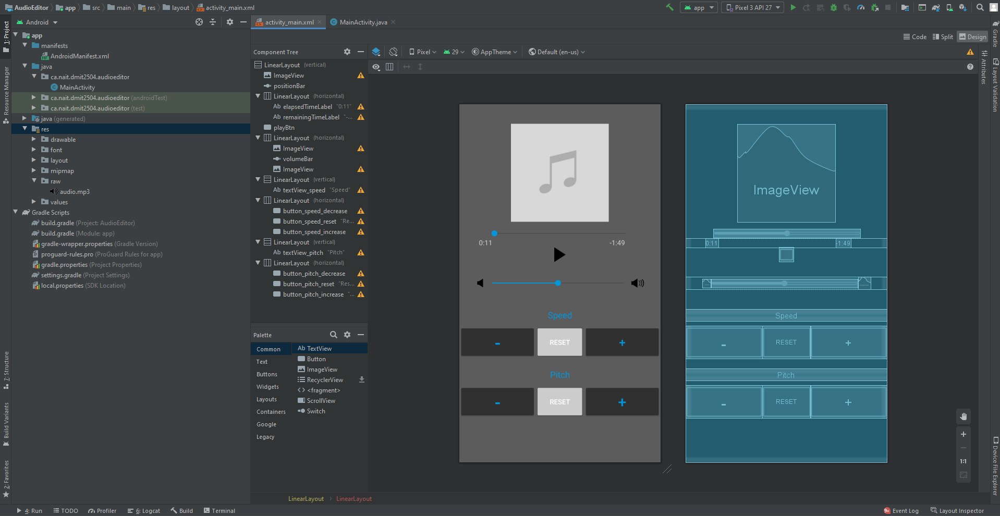 AudioEditor app src main res layout activity_main.xml
app Pixel 3 API 27
1: Project
Resource Manager
7: Structure
Build Variants
2: Favorites
Android
app
manifests
AndroidManifest.xml
java
ca.nait.dmit2504.audioeditor
MainActivity
ca.nait.dmit2504.audioeditor (androidTest)
ca.nait.dmit2504.audioeditor (test)
java (generated)
res
drawable
font
layout
mipmap
raw
audio.mp3
values
Gradle Scripts
build.gradle (Project: AudioEditor)
build.gradle (Module: app)
gradle-wrapper.properties (Gradle Version)
proguard-rules.pro (ProGuard Rules for app)
gradle.properties (Project Properties)
settings.gradle (Project Settings)
local.properties (SDK Location)
activity_main.xml MainActivity.java
Code Split Design
Component Tree
LinearLayout (vertical)
ImageView
positionBar
LinearLayout (horizontal)
Ab elapsedTimeLabel "0:11"
Ab remainingTimeLabel "-...
playBtn
LinearLayout (horizontal)
ImageView
volumeBar
ImageView
LinearLayout (vertical)
Ab textView_speed "Speed"
LinearLayout (horizontal)
button_speed_decrease
button_speed_reset "Re...
button_speed_increase
LinearLayout (vertical)
Ab textView_pitch "Pitch"
LinearLayout (horizontal)
button_pitch_decrease
button_pitch_reset "Res...
button_pitch_increase "...
Palette
Common
Text
Buttons
Widgets
Layouts
Containers
Google
Legacy
Ab TextView
Button
ImageView
RecyclerView
<> <fragment>
ScrollView
Switch
Pixel 29 AppTheme Default (en-us)
0:11 -1:49
Speed
- RESET +
Pitch
- RESET +
ImageView
0:11 -1:49
Speed
- RESET +
Pitch
- RESET +
+
−
1:1
Attributes
Gradle
Layout Validation
Device File Explorer
LinearLayout LinearLayout
4: Run TODO Profiler 6: Logcat Build Terminal
9+ Event Log Layout Inspector